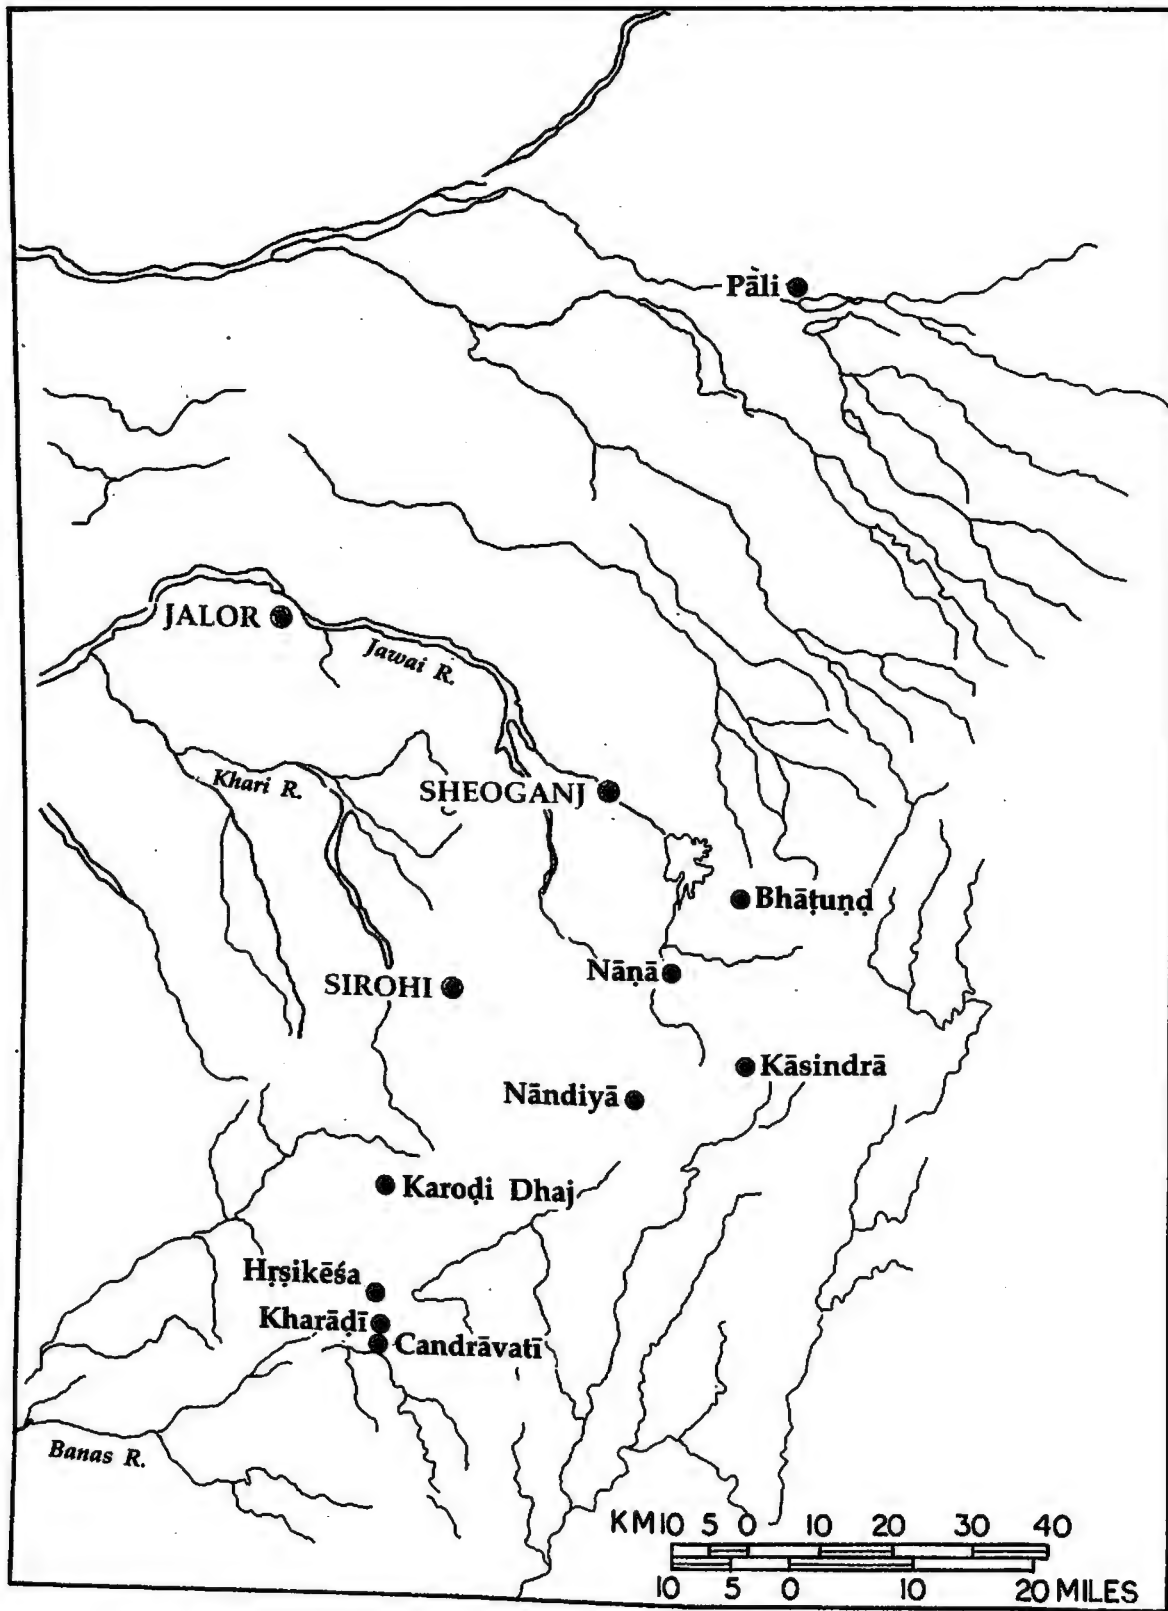 Pāli
JALOR
Jawai R.
Khari R.
SHEOGANJ
Bhāṭuṇḍ
Nāṇā
SIROHI
Kāsindrā
Nāndiyā
Karoḍi Dhaj
Hṛṣikēśa
Kharāḍī
Candrāvatī
Banas R.
KM 10 5 0 10 20 30 40
10 5 0 10 20 MILES